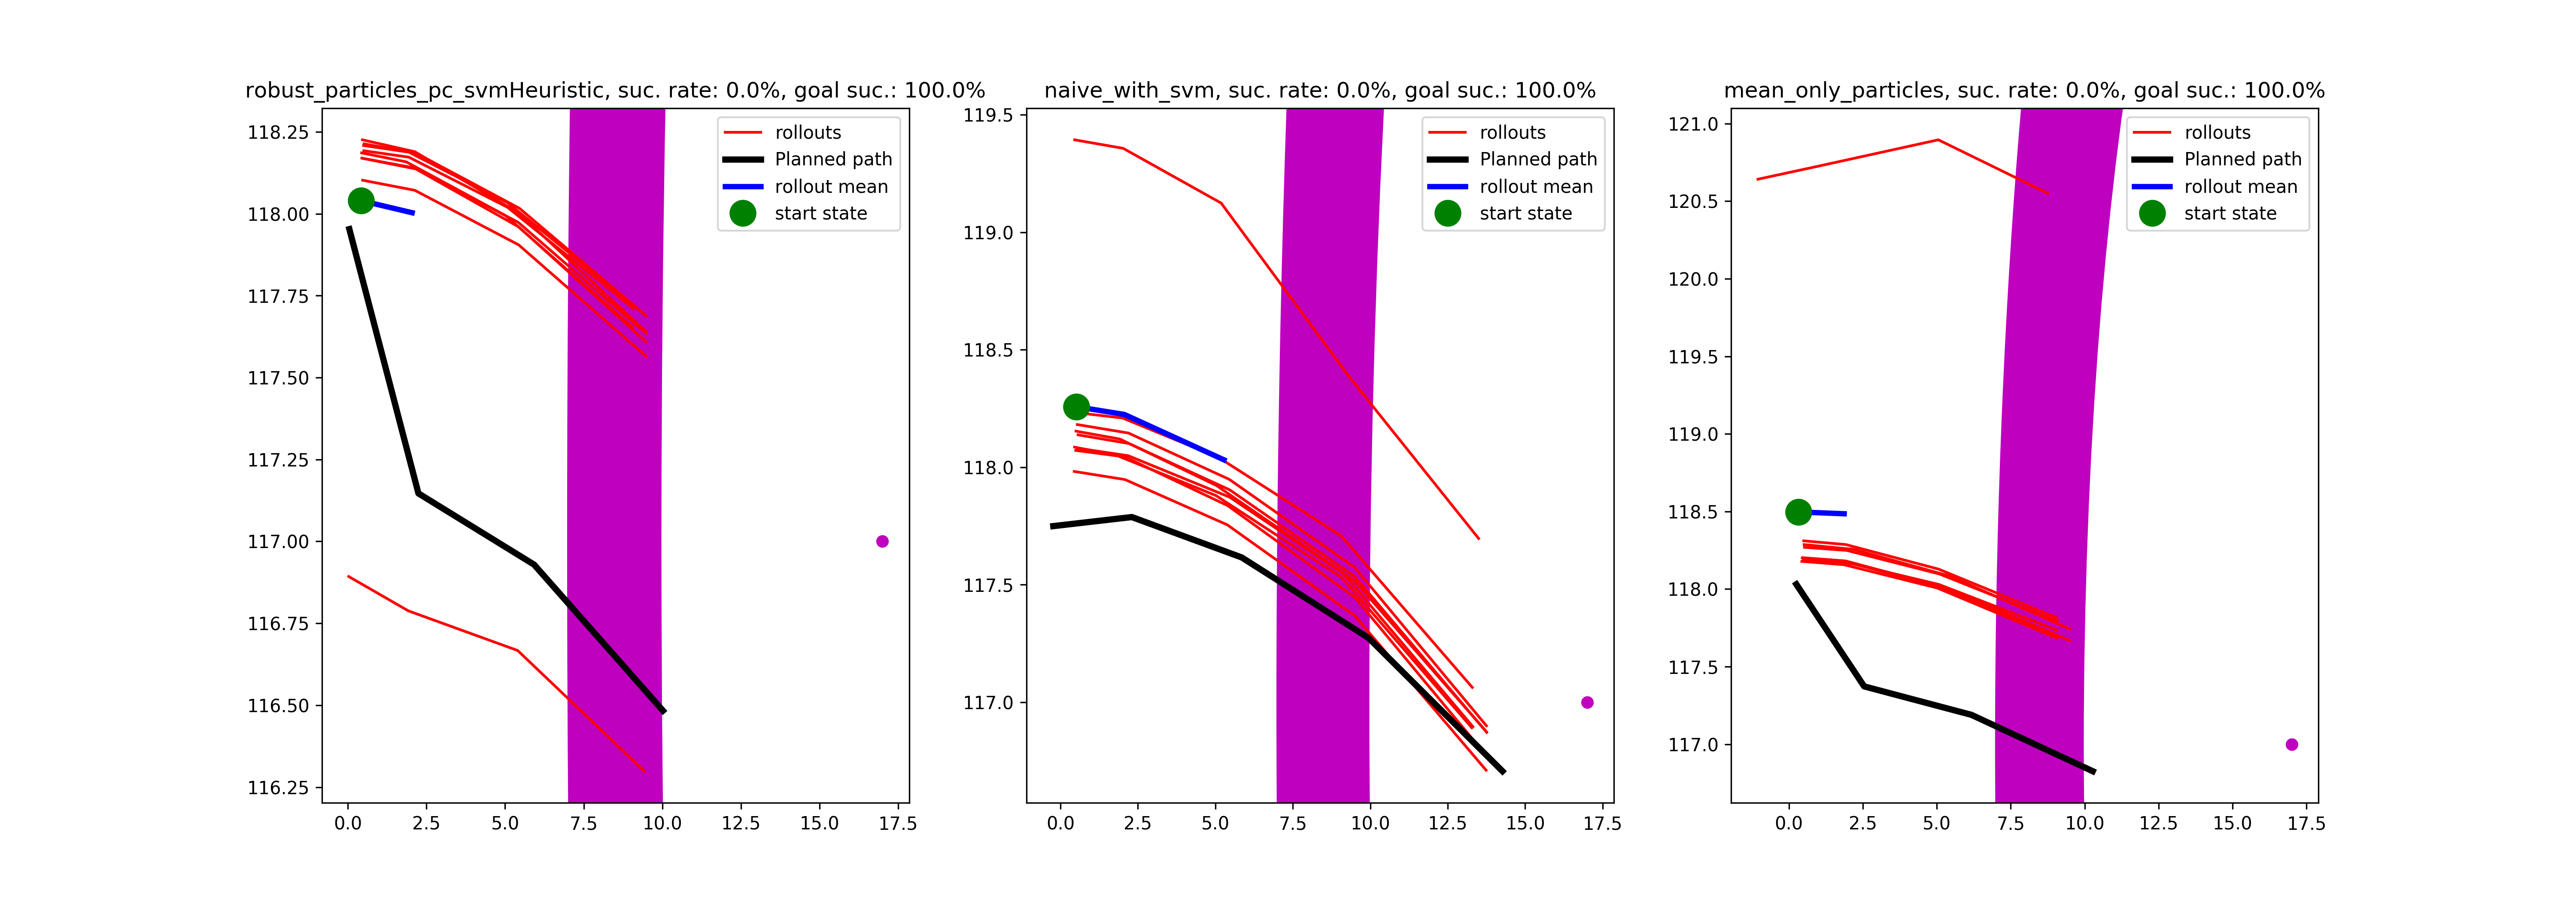 robust_particles_pc_svmHeuristic, suc. rate: 0.0%, goal suc.: 100.0%
118.25
118.00
117.75
117.50
117.25
117.00
116.75
116.50
116.25
0.0 2.5 5.0 7.5 10.0 12.5 15.0 17.5
rollouts
Planned path
rollout mean
start state
naive_with_svm, suc. rate: 0.0%, goal suc.: 100.0%
119.5
119.0
118.5
118.0
117.5
117.0
0.0 2.5 5.0 7.5 10.0 12.5 15.0 17.5
rollouts
Planned path
rollout mean
start state
mean_only_particles, suc. rate: 0.0%, goal suc.: 100.0%
121.0
120.5
120.0
119.5
119.0
118.5
118.0
117.5
117.0
0.0 2.5 5.0 7.5 10.0 12.5 15.0 17.5
rollouts
Planned path
rollout mean
start state